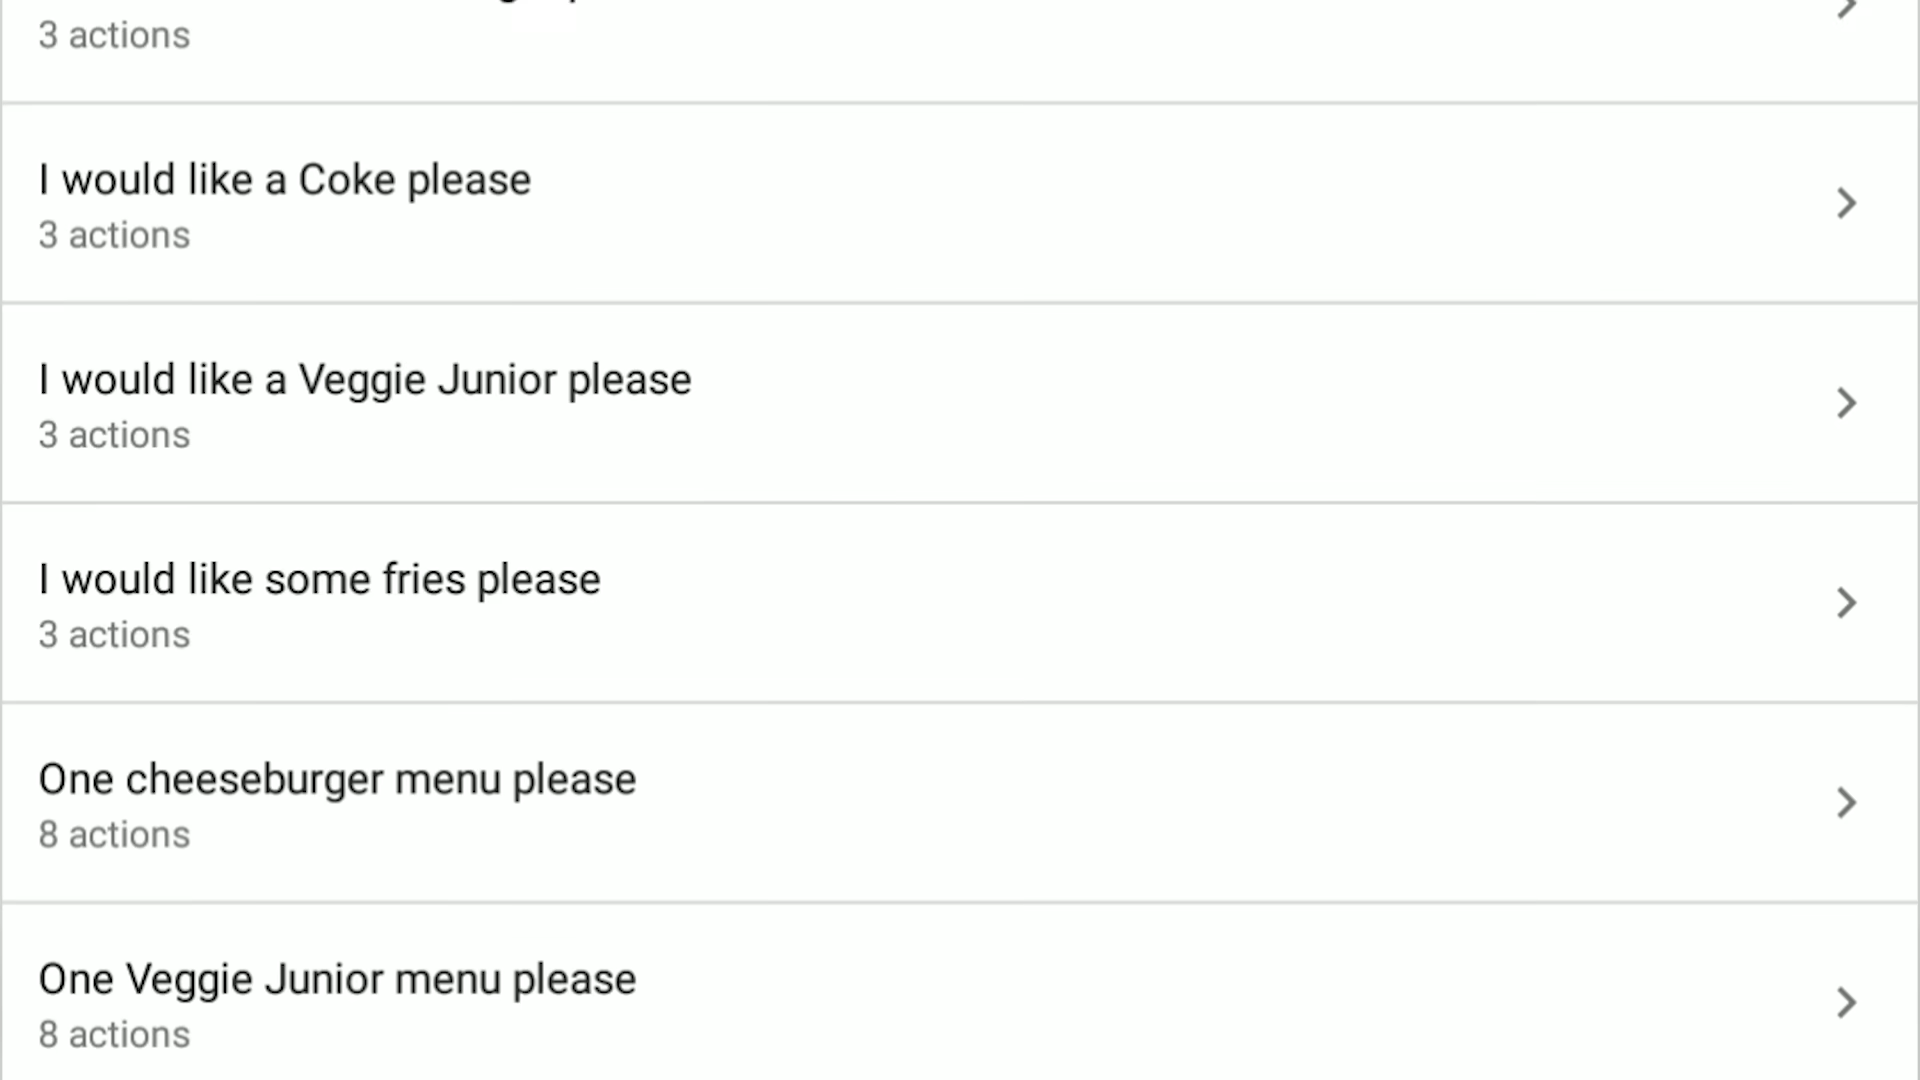 3 actions
I would like a Coke please
3 actions
I would like a Veggie Junior please
3 actions
I would like some fries please
3 actions
One cheeseburger menu please
8 actions
One Veggie Junior menu please
8 actions